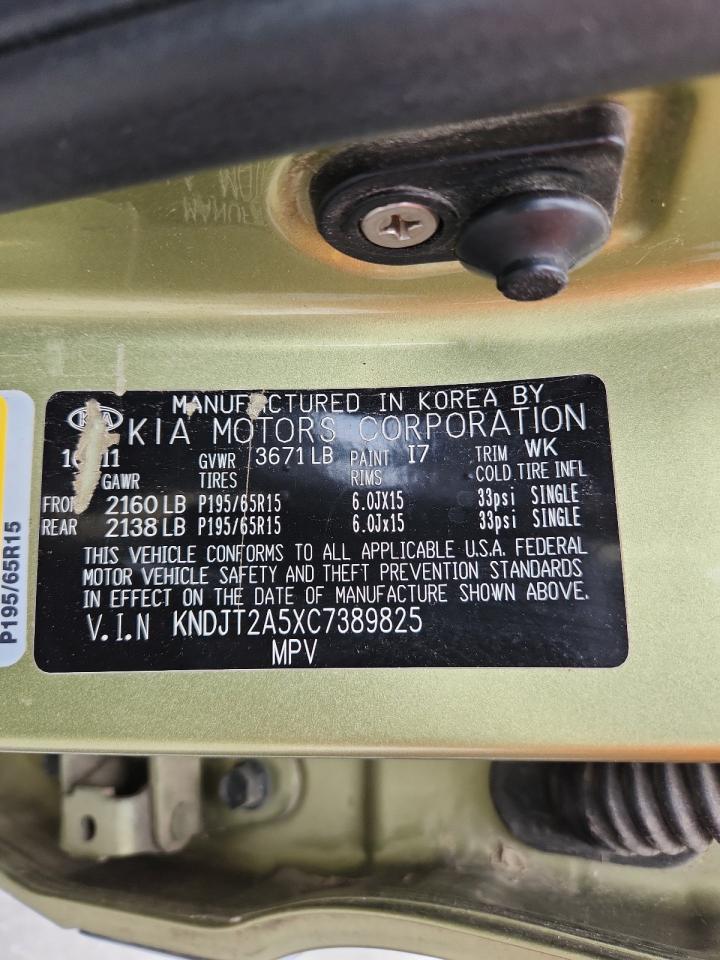 MANUFACTURED IN KOREA BY
KIA KIA MOTORS CORPORATION
GVWR 3671LB PAINT I7 TRIM WK
GAWR TIRES RIMS COLD TIRE INFL
2160 LB P195/65R15 6.0JX15 33psi SINGLE
REAR 2138 LB P195/65R15 6.0Jx15 33psi SINGLE
THIS VEHICLE CONFORMS TO ALL APPLICABLE U.S.A. FEDERAL
MOTOR VEHICLE SAFETY AND THEFT PREVENTION STANDARDS
IN EFFECT ON THE DATE OF MANUFACTURE SHOWN ABOVE.
V.I.N KNDJT2A5XC7389825
MPV
P195/65R15